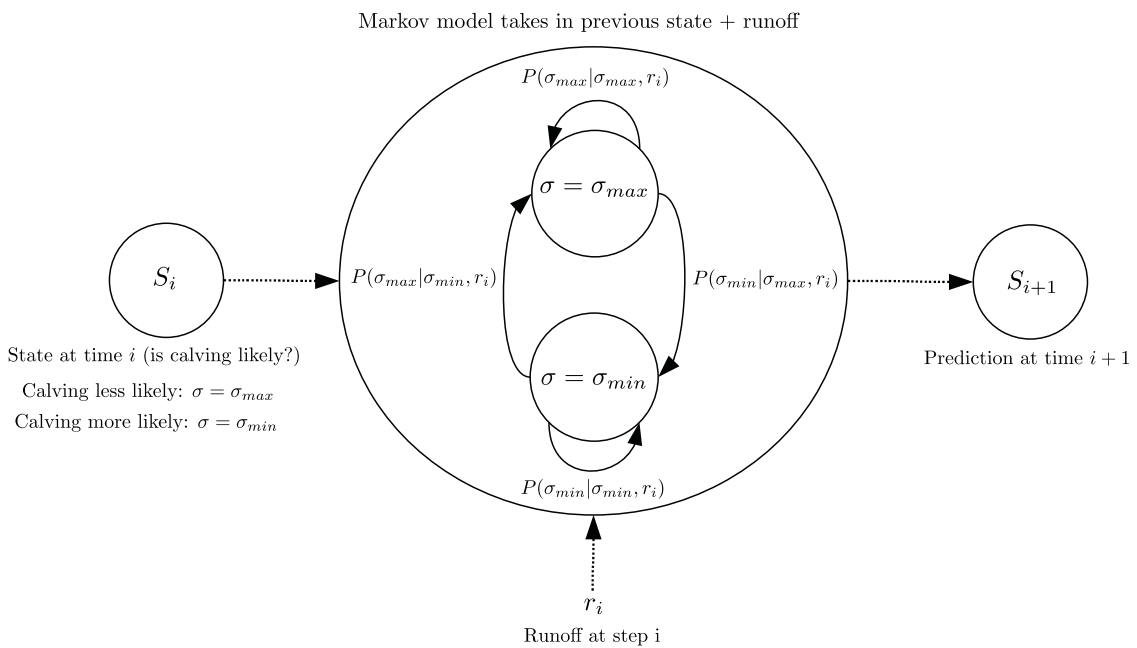 Markov model takes in previous state + runoff
P(σ_max|σ_max, r_i)
σ = σ_max
P(σ_max|σ_min, r_i)
P(σ_min|σ_max, r_i)
S_i
S_{i+1}
State at time i (is calving likely?)
Calving less likely: σ = σ_max
Calving more likely: σ = σ_min
Prediction at time i + 1
σ = σ_min
P(σ_min|σ_min, r_i)
r_i
Runoff at step i